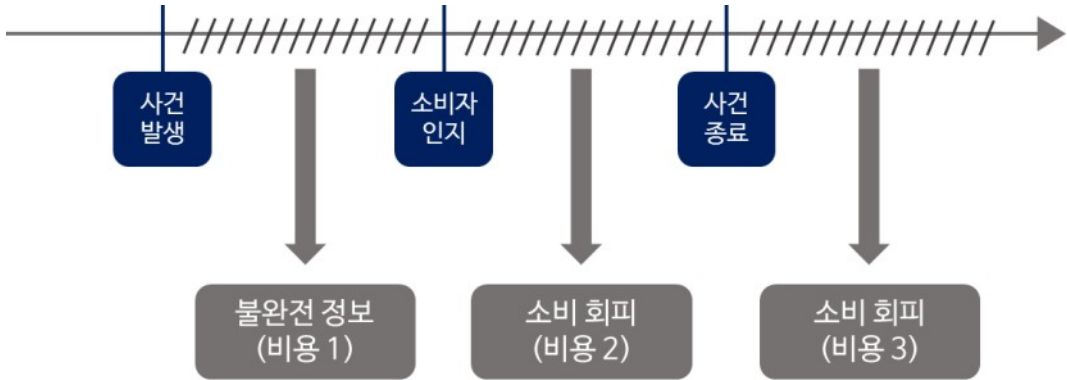 사건
발생
소비자
인지
사건
종료
불완전 정보
(비용 1)
소비 회피
(비용 2)
소비 회피
(비용 3)